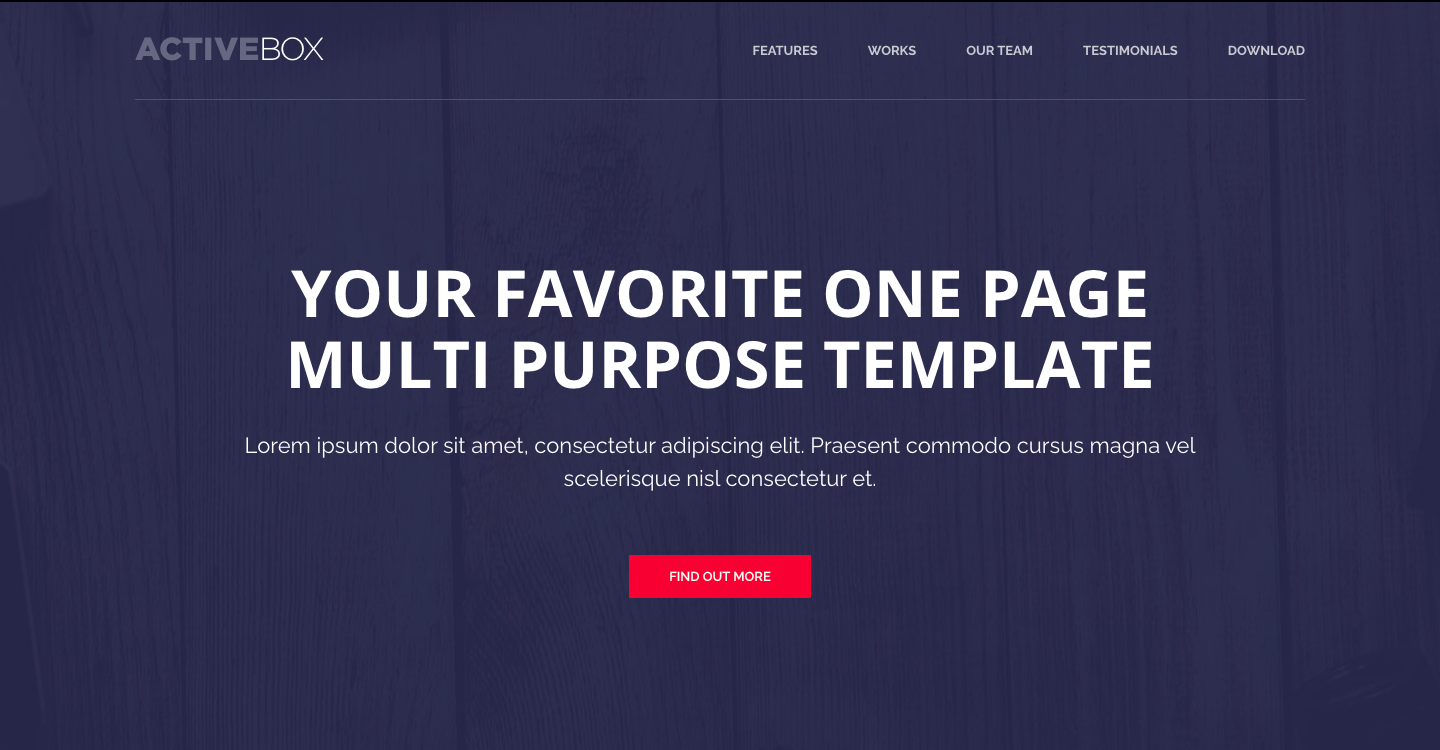 ACTIVEBOX
FEATURES WORKS OUR TEAM TESTIMONIALS DOWNLOAD
YOUR FAVORITE ONE PAGE
MULTI PURPOSE TEMPLATE
Lorem ipsum dolor sit amet, consectetur adipiscing elit. Praesent commodo cursus magna vel
scelerisque nisl consectetur et.
FIND OUT MORE